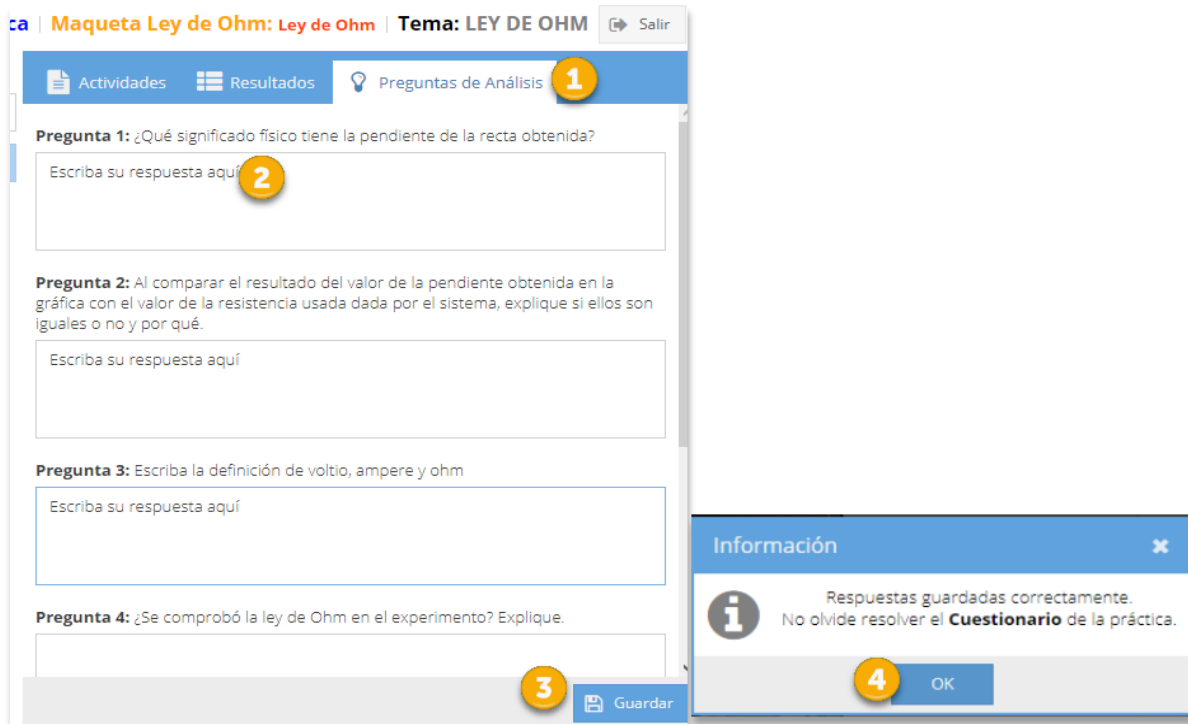 ca | Maqueta Ley de Ohm: Ley de Ohm | Tema: LEY DE OHM Salir
Actividades Resultados Preguntas de Análisis 1
Pregunta 1: ¿Qué significado físico tiene la pendiente de la recta obtenida?
Escriba su respuesta aquí 2
Pregunta 2: Al comparar el resultado del valor de la pendiente obtenida en la
gráfica con el valor de la resistencia usada dada por el sistema, explique si ellos son
iguales o no y por qué.
Escriba su respuesta aquí
Pregunta 3: Escriba la definición de voltio, ampere y ohm
Escriba su respuesta aquí
Pregunta 4: ¿Se comprobó la ley de Ohm en el experimento? Explique.
3 Guardar
Información
Respuestas guardadas correctamente.
No olvide resolver el Cuestionario de la práctica.
4 OK